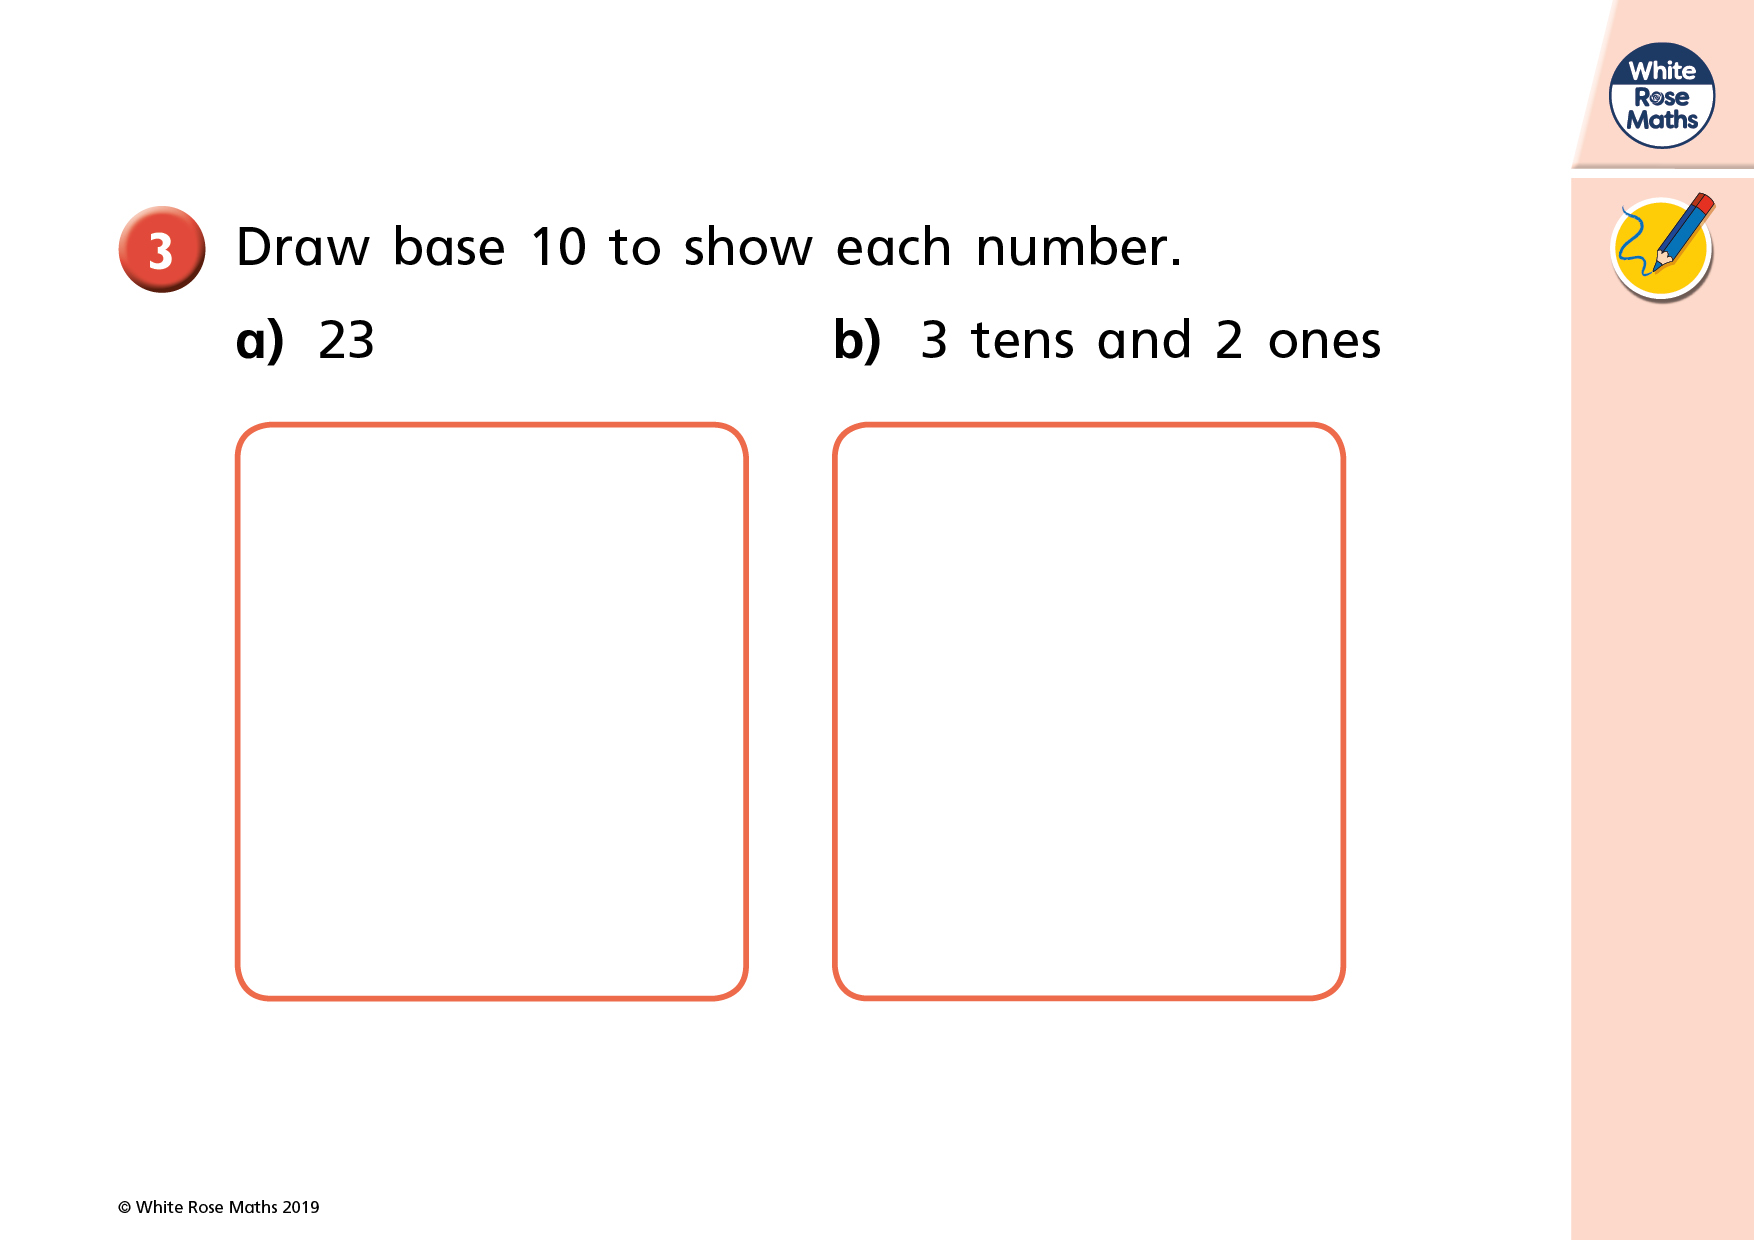 White
Rose
Maths
3 Draw base 10 to show each number.
a) 23
b) 3 tens and 2 ones
© White Rose Maths 2019